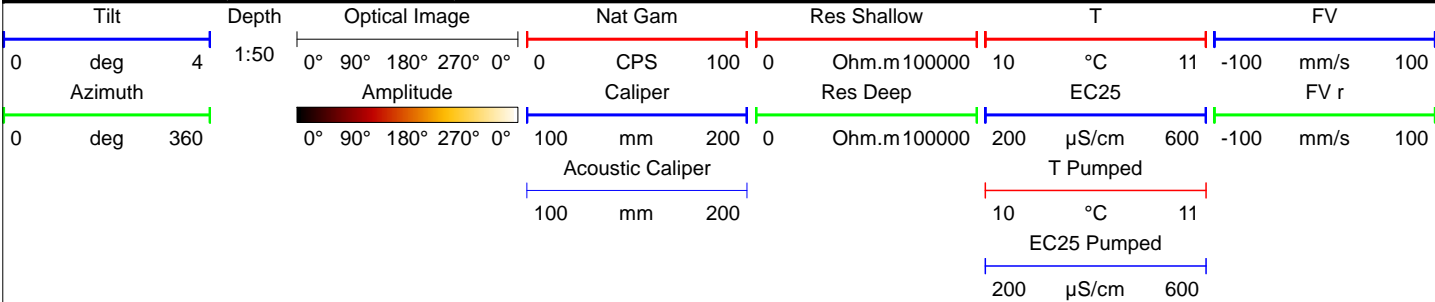 Tilt Depth Optical Image Nat Gam Res Shallow T FV
0 deg 4 1:50 0° 90° 180° 270° 0° 0 CPS 100 0 Ohm.m 100000 10 °C 11 -100 mm/s 100
Azimuth Amplitude Caliper Res Deep EC25 FV r
0 deg 360 0° 90° 180° 270° 0° 100 mm 200 0 Ohm.m 100000 200 µS/cm 600 -100 mm/s 100
Acoustic Caliper T Pumped
100 mm 200 10 °C 11
EC25 Pumped
200 µS/cm 600